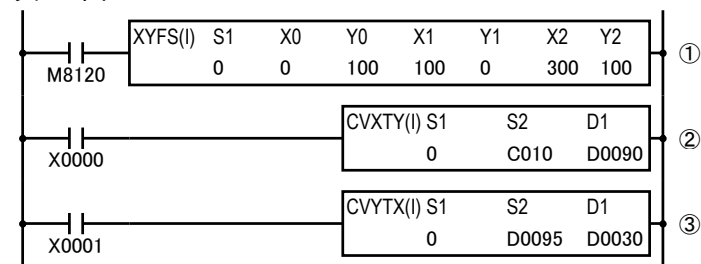 XYFS(I) S1 X0 Y0 X1 Y1 X2 Y2
0 0 100 100 0 300 100 ①
M8120
CVXTY(I) S1 S2 D1
0 C010 D0090 ②
X0000
CVYTX(I) S1 S2 D1
0 D0095 D0030 ③
X0001